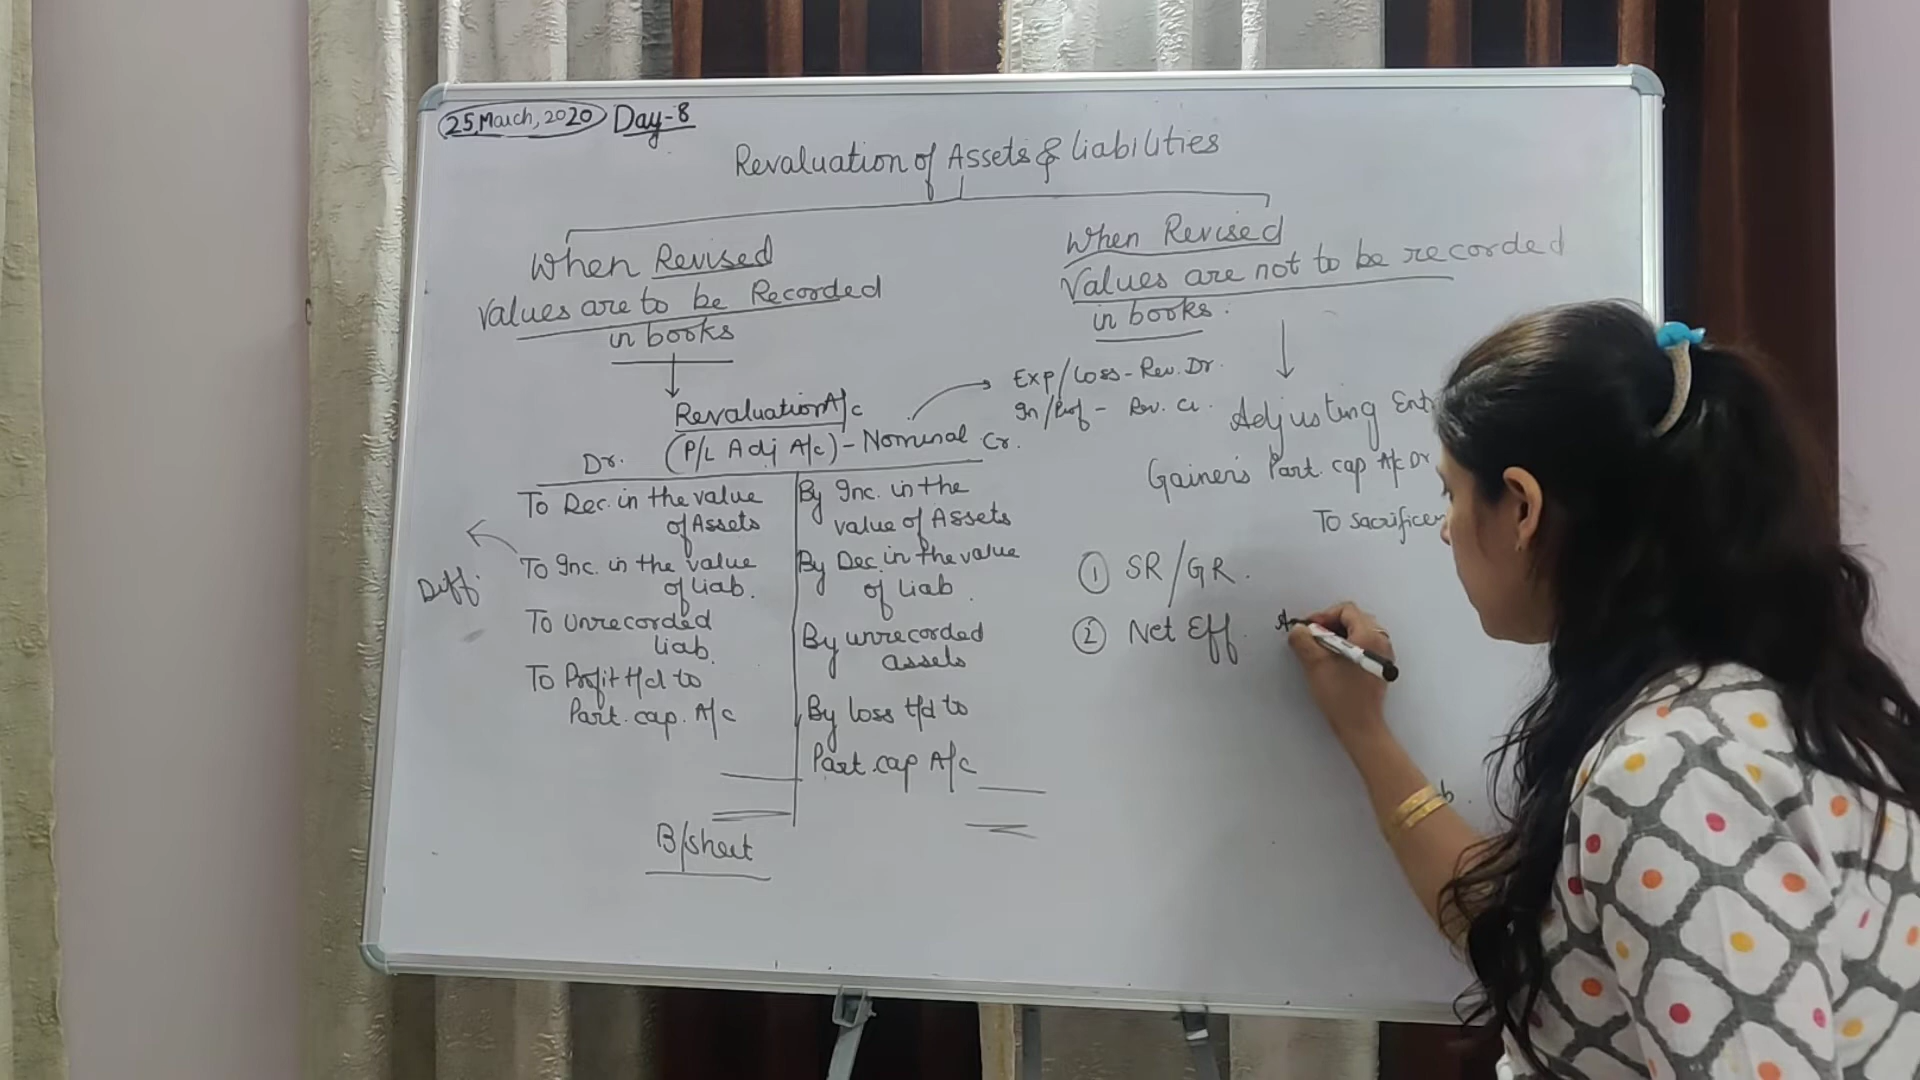 25, March, 2020 Day-8
Revaluation of Assets & Liabilities
When Revised
Values are to be Recorded
in books
Revaluation A/c
(P/L Adj A/c) - Nominal
Dr.
Cr.
To Dec. in the value
of Assets
To Inc. in the value
of Liab.
To Unrecorded
Liab.
To Profit t/d to
Part. cap. A/c
Diff.
By Inc. in the
value of Assets
By Dec. in the value
of Liab.
By unrecorded
assets
By loss t/d to
Part. cap A/c
B/sheet
When Revised
Values are not to be recorded
in books.
Exp/Loss - Rev. Dr.
In/Prof - Rev. Cr.
Adjusting Ent
Gainer's Part. cap A/c Dr
To sacrificer
① SR/GR.
② Net Eff.
b.